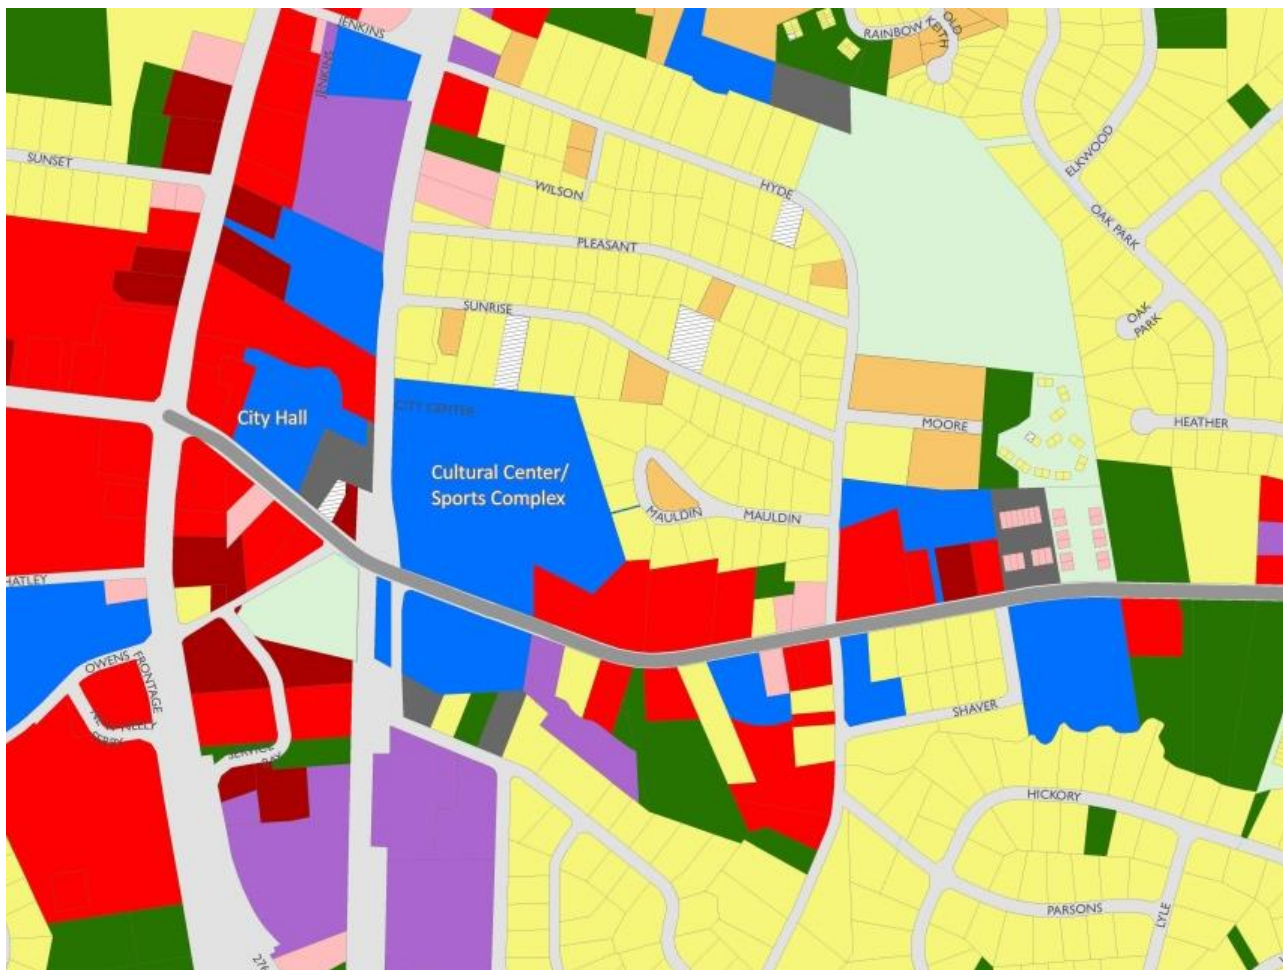 JENKINS
JENKINS
RAINBOW
OLD
KEITH
ELKWOOD
SUNSET
WILSON
HYDE
OAK PARK
PLEASANT
SUNRISE
OAK
PARK
CITY CENTER
City Hall
MOORE
HEATHER
Cultural Center/
Sports Complex
MAULDIN
MAULDIN
HATLEY
OWENS
FRONTAGE
SHAVER
SERVICE
HICKORY
PARSONS
LYLE
276